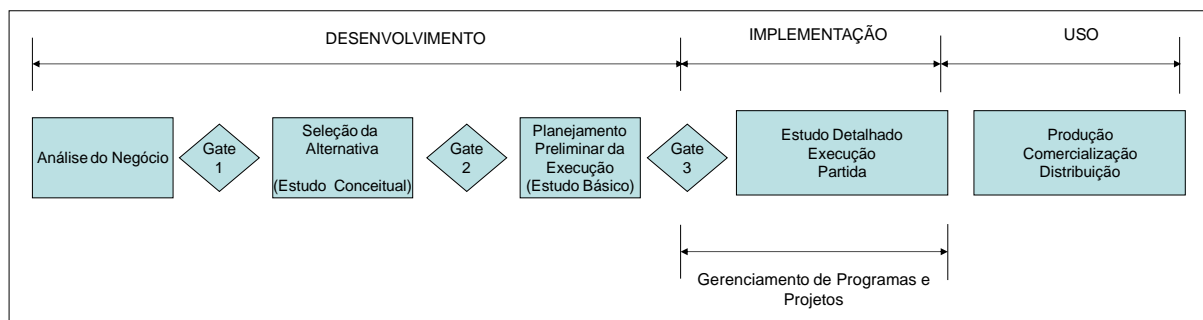 DESENVOLVIMENTO
IMPLEMENTAÇÃO
USO
Análise do Negócio
Gate
1
Seleção da
Alternativa
(Estudo Conceitual)
Gate
2
Planejamento
Preliminar da
Execução
(Estudo Básico)
Gate
3
Estudo Detalhado
Execução
Partida
Produção
Comercialização
Distribuição
Gerenciamento de Programas e
Projetos